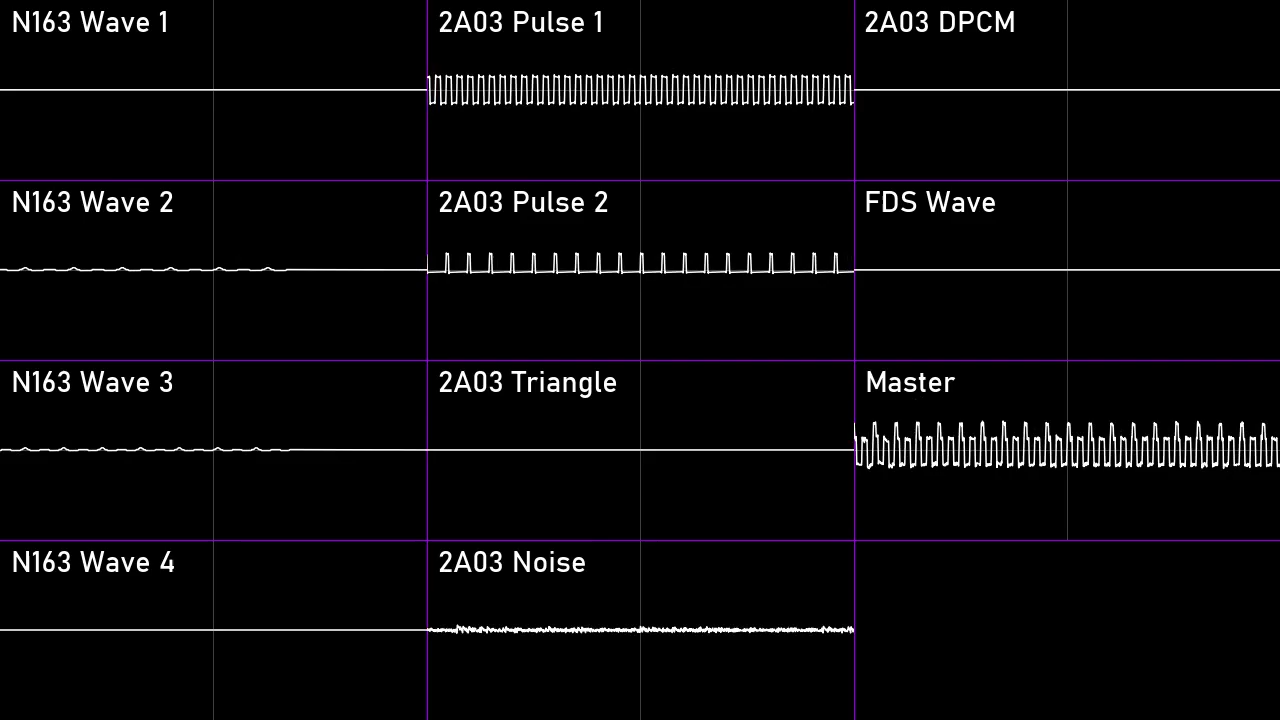 N163 Wave 1
2A03 Pulse 1
2A03 DPCM
N163 Wave 2
2A03 Pulse 2
FDS Wave
N163 Wave 3
2A03 Triangle
Master
N163 Wave 4
2A03 Noise